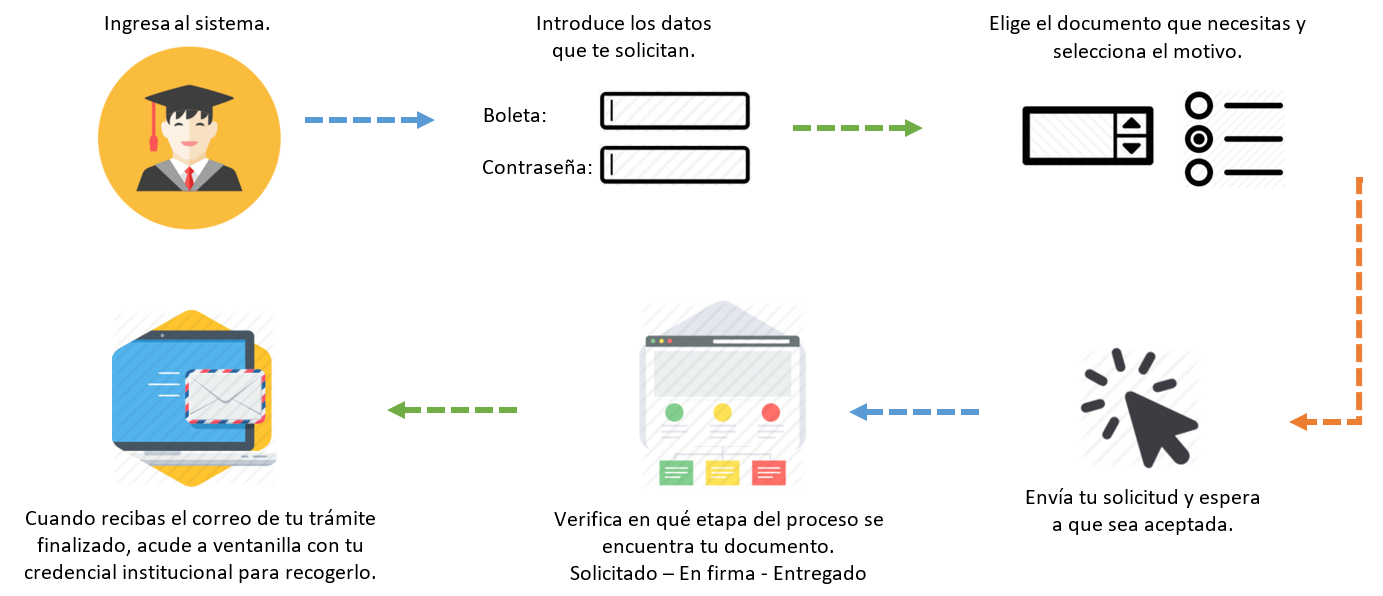 Ingresa al sistema.
Introduce los datos
que te solicitan.
Boleta:
Contraseña:
Elige el documento que necesitas y
selecciona el motivo.
Envía tu solicitud y espera
a que sea aceptada.
Verifica en qué etapa del proceso se
encuentra tu documento.
Solicitado – En firma - Entregado
Cuando recibas el correo de tu trámite
finalizado, acude a ventanilla con tu
credencial institucional para recogerlo.